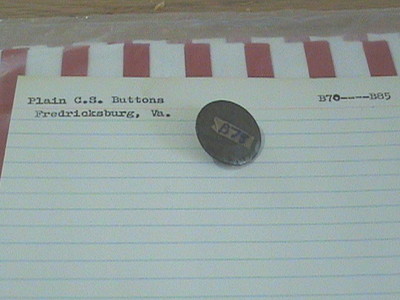 Plain C.S. Buttons B70----B85
Fredricksburg, Va.